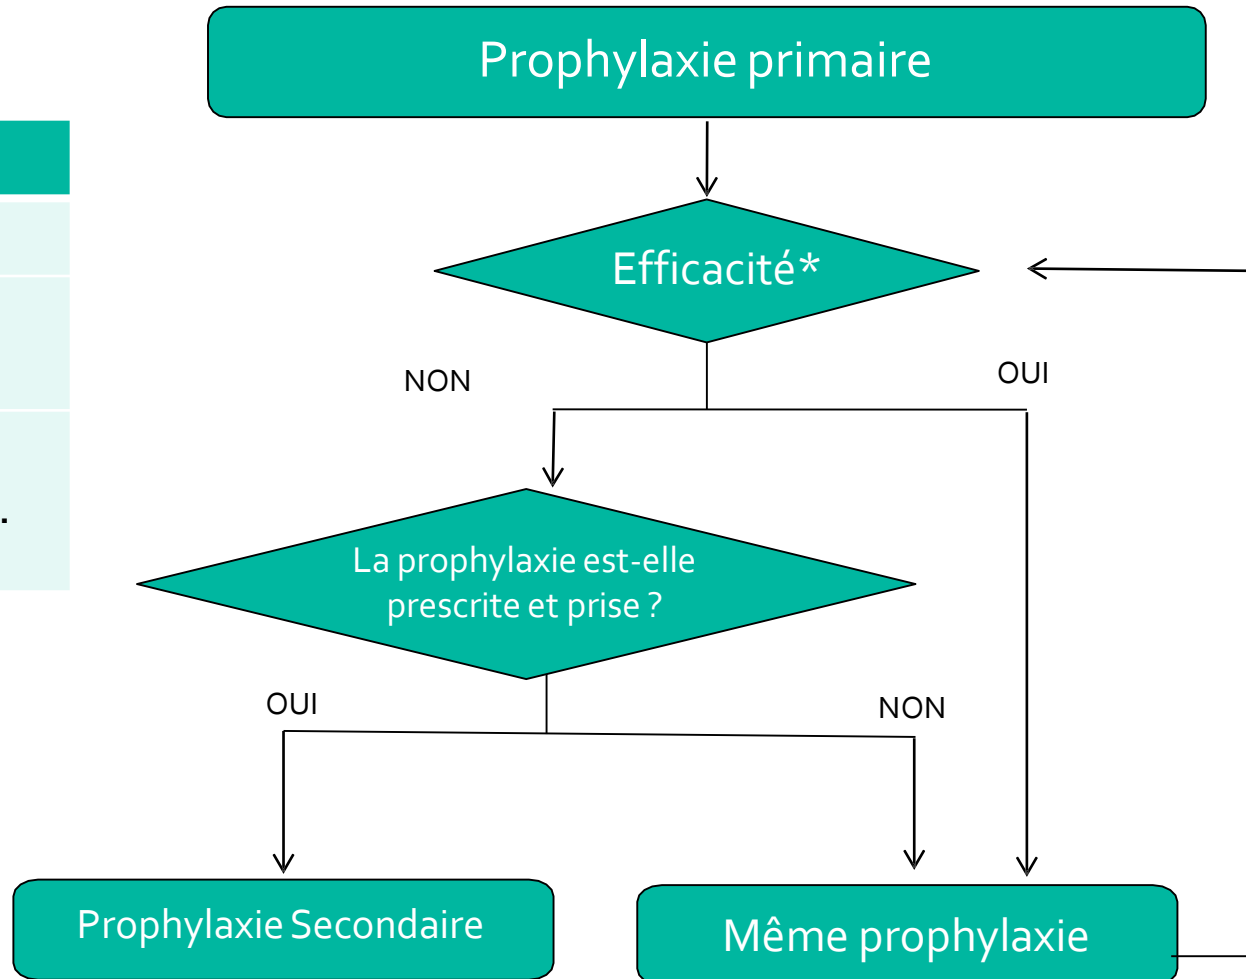 Prophylaxie primaire
Efficacité*
NON
OUI
.
La prophylaxie est-elle
prescrite et prise ?
OUI
NON
Prophylaxie Secondaire
Même prophylaxie